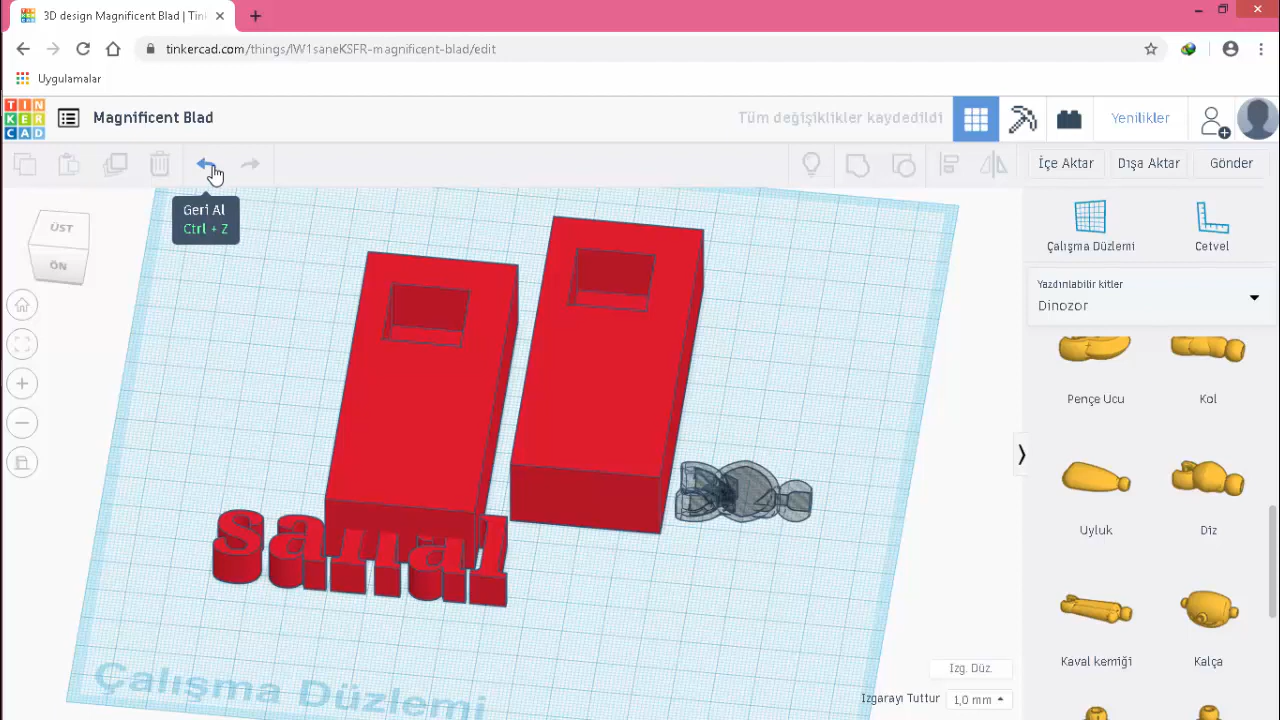 3D design Magnificent Blad | Tin
tinkercad.com/things/lW1saneKSFR-magnificent-blad/edit
Uygulamalar
TIN
KER
CAD
Magnificent Blad
Tüm değişiklikler kaydedildi
Yenilikler
İçe Aktar
Dışa Aktar
Gönder
Geri Al
Ctrl + Z
ÜST
ÖN
Çalışma Düzlemi
Cetvel
Yazdırılabilir kitler
Dinozor
Pençe Ucu
Kol
Uyluk
Diz
Kaval kemiği
Kalça
sanal
Çalışma Düzlemi
Izg. Düz.
Izgarayı Tuttur
1,0 mm